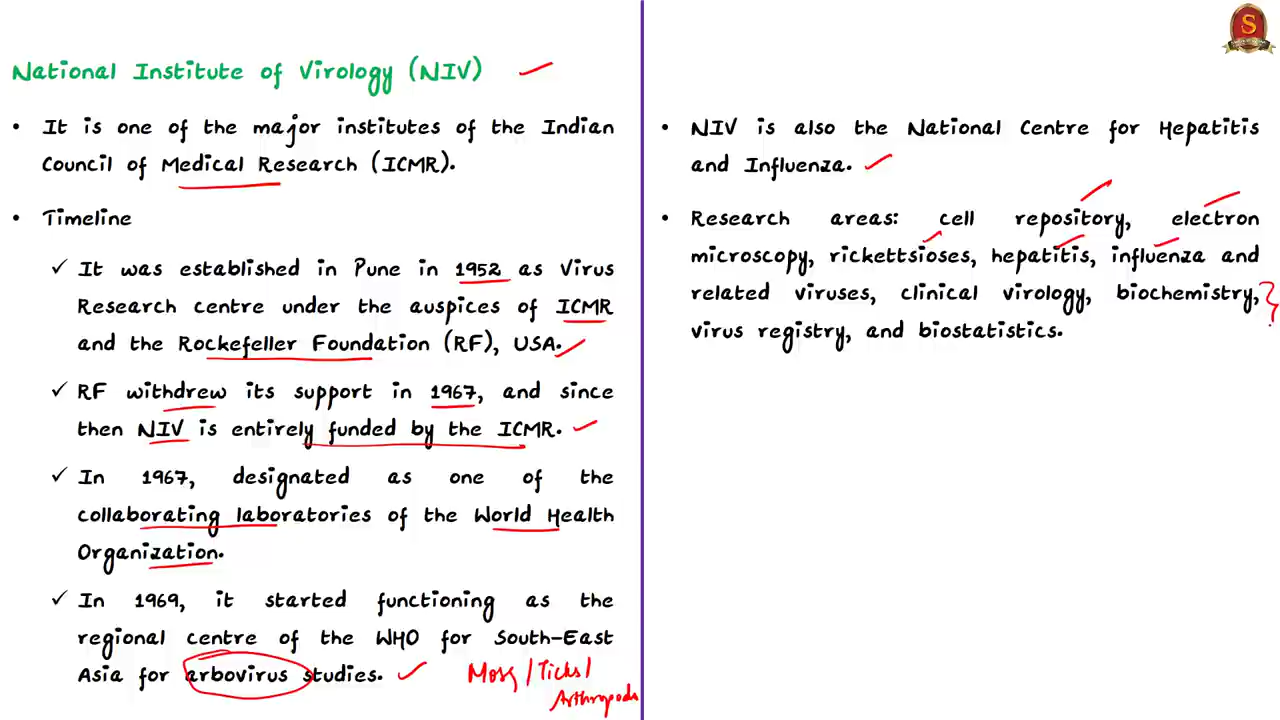 National Institute of Virology (NIV)
• It is one of the major institutes of the Indian
Council of Medical Research (ICMR).
• Timeline
✓ It was established in Pune in 1952 as Virus
Research centre under the auspices of ICMR
and the Rockefeller Foundation (RF), USA.
✓ RF withdrew its support in 1967, and since
then NIV is entirely funded by the ICMR.
✓ In 1967, designated as one of the
collaborating laboratories of the World Health
Organization.
✓ In 1969, it started functioning as the
regional centre of the WHO for South-East
Asia for arbovirus studies.
Mosq/Ticks/
Arthropods
S
• NIV is also the National Centre for Hepatitis
and Influenza.
• Research areas: cell repository, electron
microscopy, rickettsioses, hepatitis, influenza and
related viruses, clinical virology, biochemistry,
virus registry, and biostatistics.